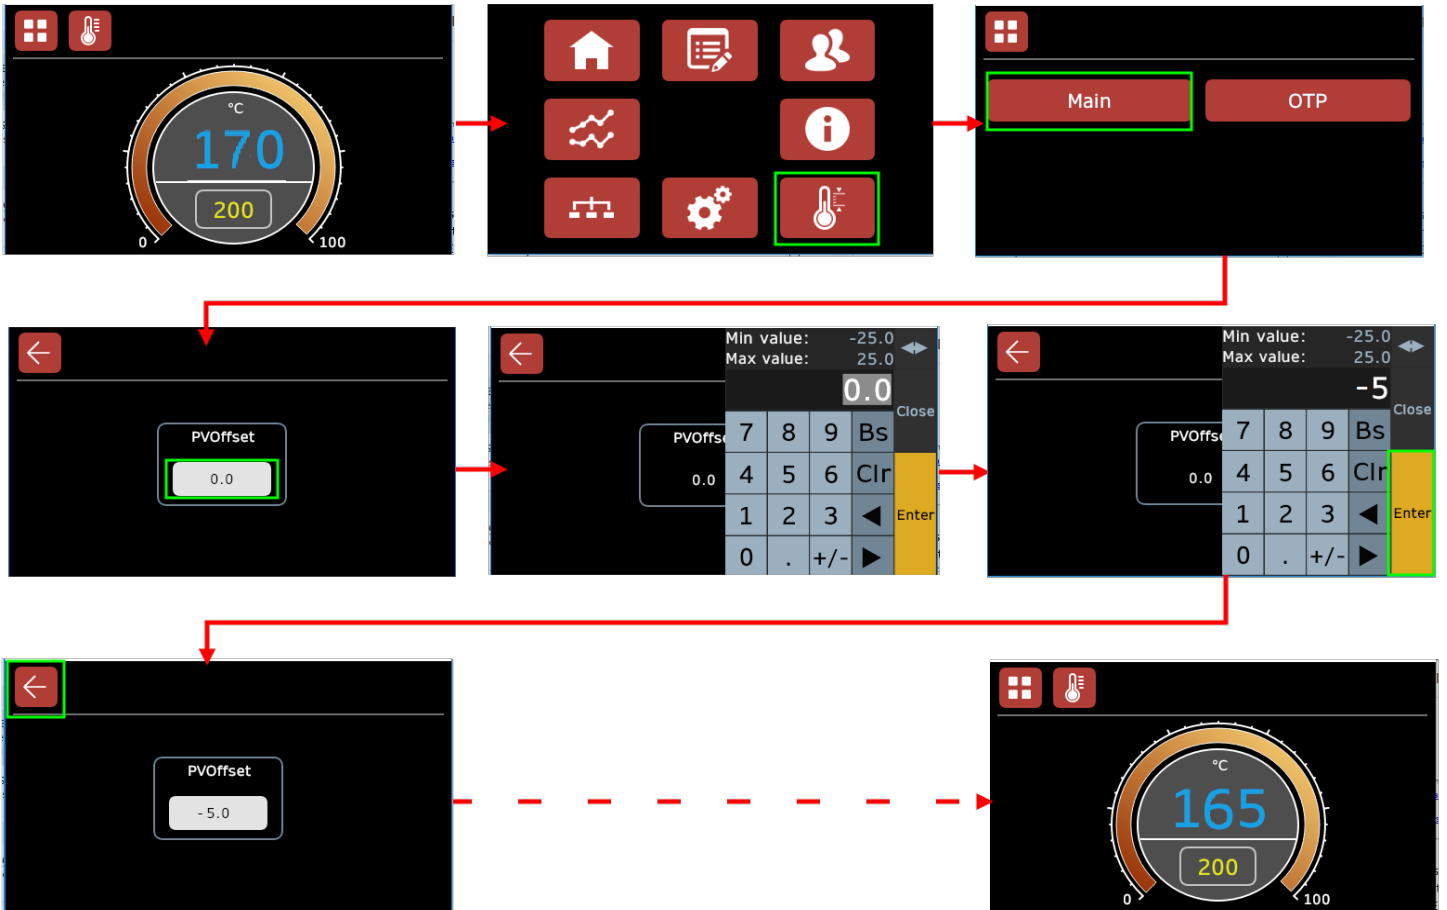 °C
170
200
0
100
Main
OTP
PVOffset
0.0
Min value: -25.0
Max value: 25.0
0.0
Close
PVOffse
0.0
7 8 9 Bs
4 5 6 Clr
1 2 3
Enter
0 . +/-
Min value: -25.0
Max value: 25.0
-5
Close
PVOffse
0.0
7 8 9 Bs
4 5 6 Clr
1 2 3
Enter
0 . +/-
PVOffset
-5.0
°C
165
200
0
100